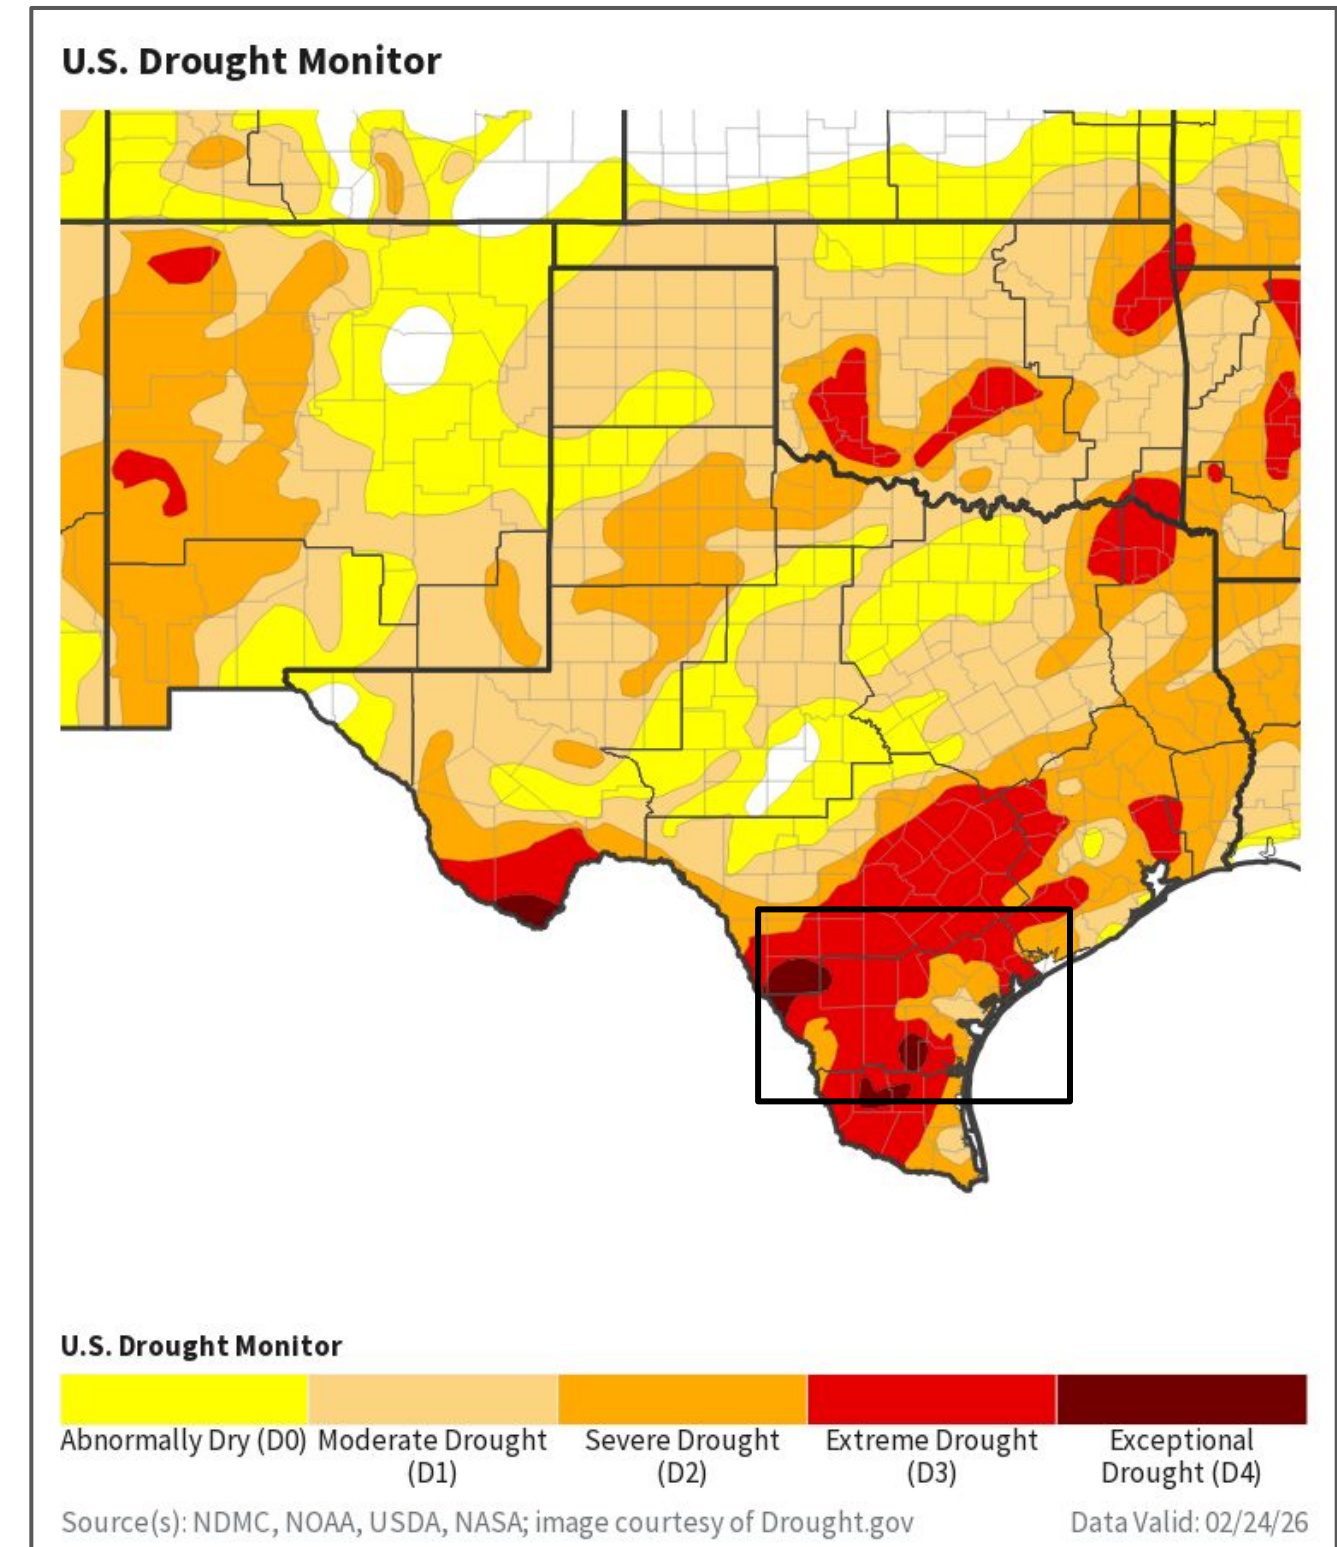 U.S. Drought Monitor
U.S. Drought Monitor
Abnormally Dry (D0)
Moderate Drought
(D1)
Severe Drought
(D2)
Extreme Drought
(D3)
Exceptional
Drought (D4)
Source(s): NDMC, NOAA, USDA, NASA; image courtesy of Drought.gov
Data Valid: 02/24/26